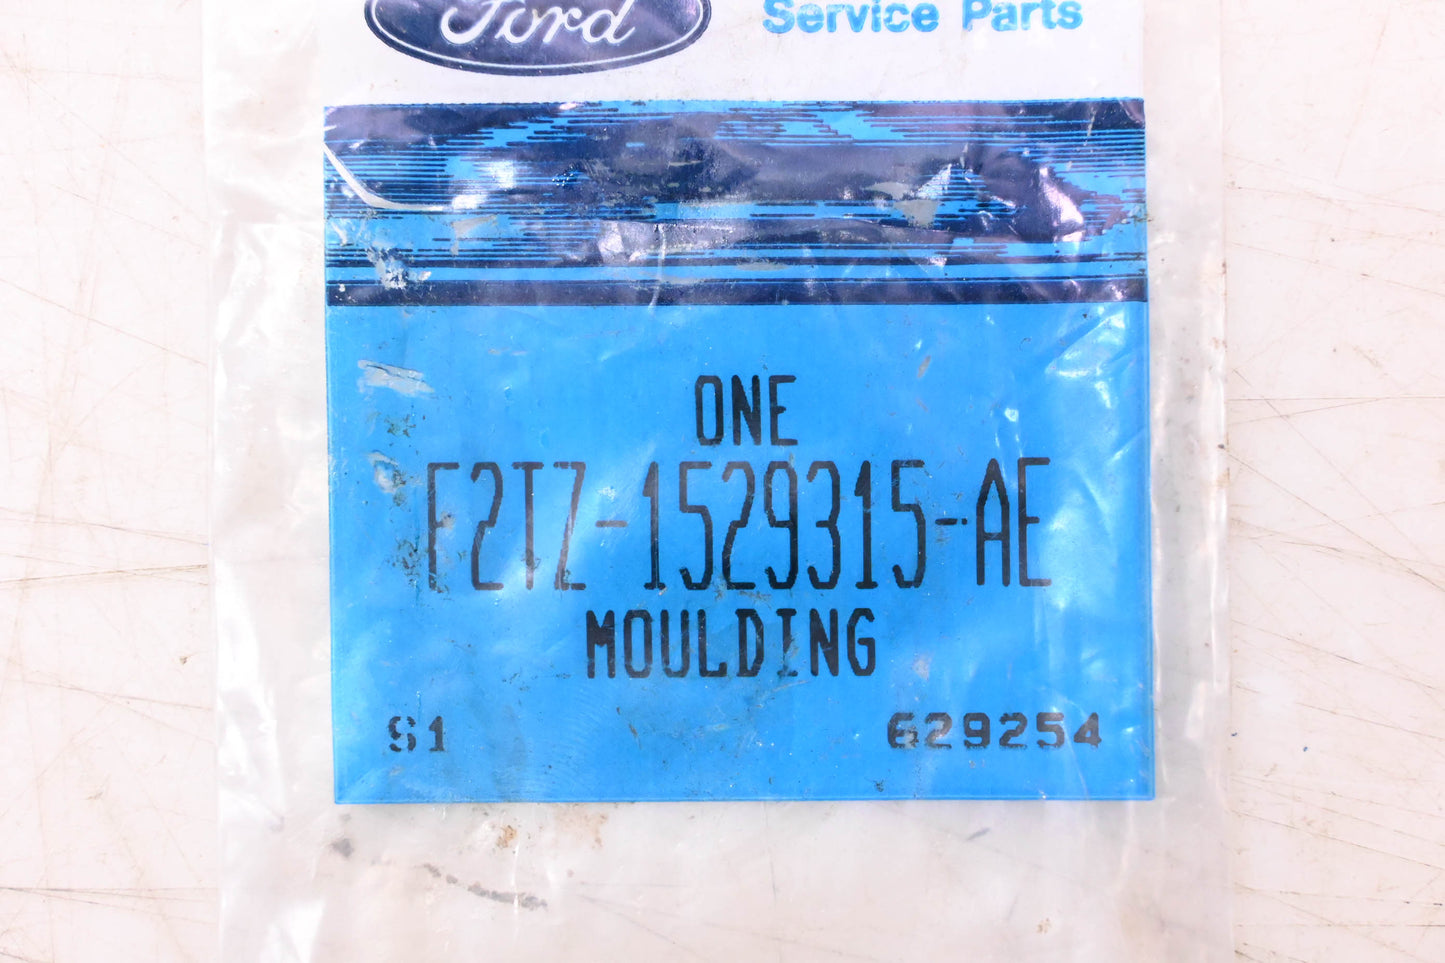 Ford
Service Parts
ONE
F2TZ-1529315-AE
MOULDING
S1
629254